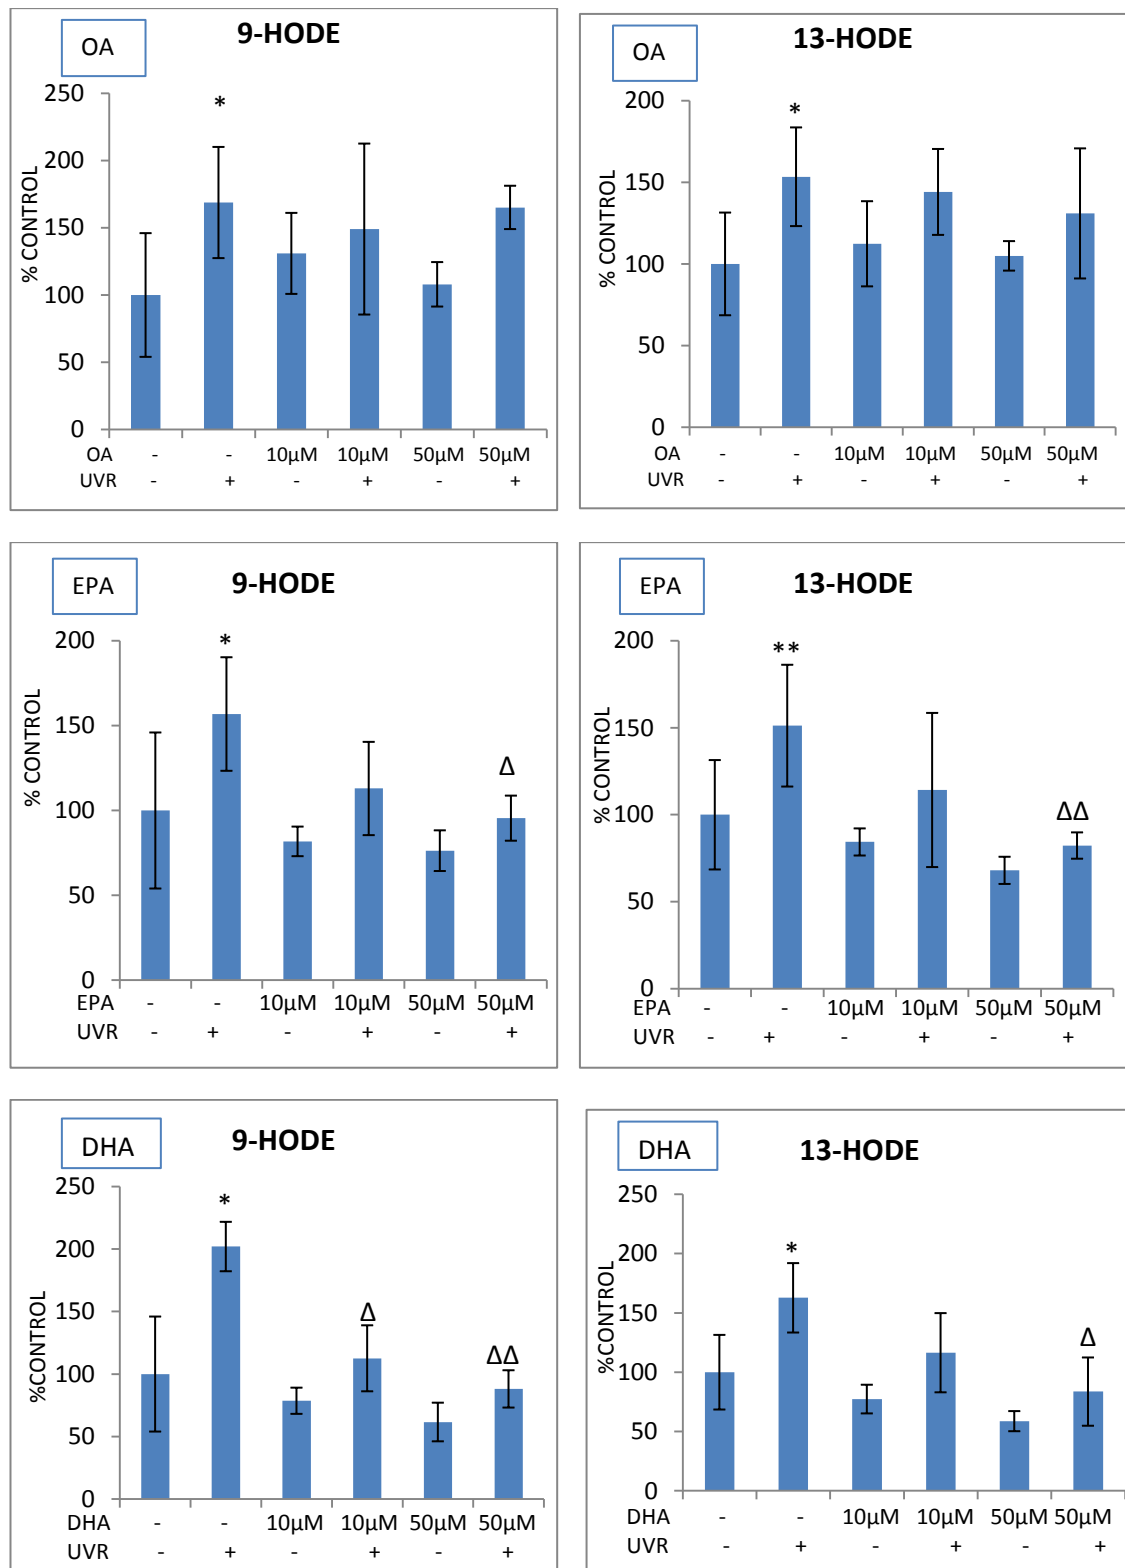 OA
9-HODE
*
% CONTROL
250
200
150
100
50
0
OA - - 10µM 10µM 50µM 50µM
UVR - + - + - +
OA
13-HODE
*
% CONTROL
200
150
100
50
0
OA - - 10µM 10µM 50µM 50µM
UVR - + - + - +
EPA
9-HODE
*
Δ
% CONTROL
200
150
100
50
0
EPA - - 10µM 10µM 50µM 50µM
UVR - + - + - +
EPA
13-HODE
**
ΔΔ
% CONTROL
200
150
100
50
0
EPA - - 10µM 10µM 50µM 50µM
UVR - + - + - +
DHA
9-HODE
*
Δ
ΔΔ
%CONTROL
250
200
150
100
50
0
DHA - - 10µM 10µM 50µM 50µM
UVR - + - + - +
DHA
13-HODE
*
Δ
%CONTROL
250
200
150
100
50
0
DHA - - 10µM 10µM 50µM 50µM
UVR - + - + - +